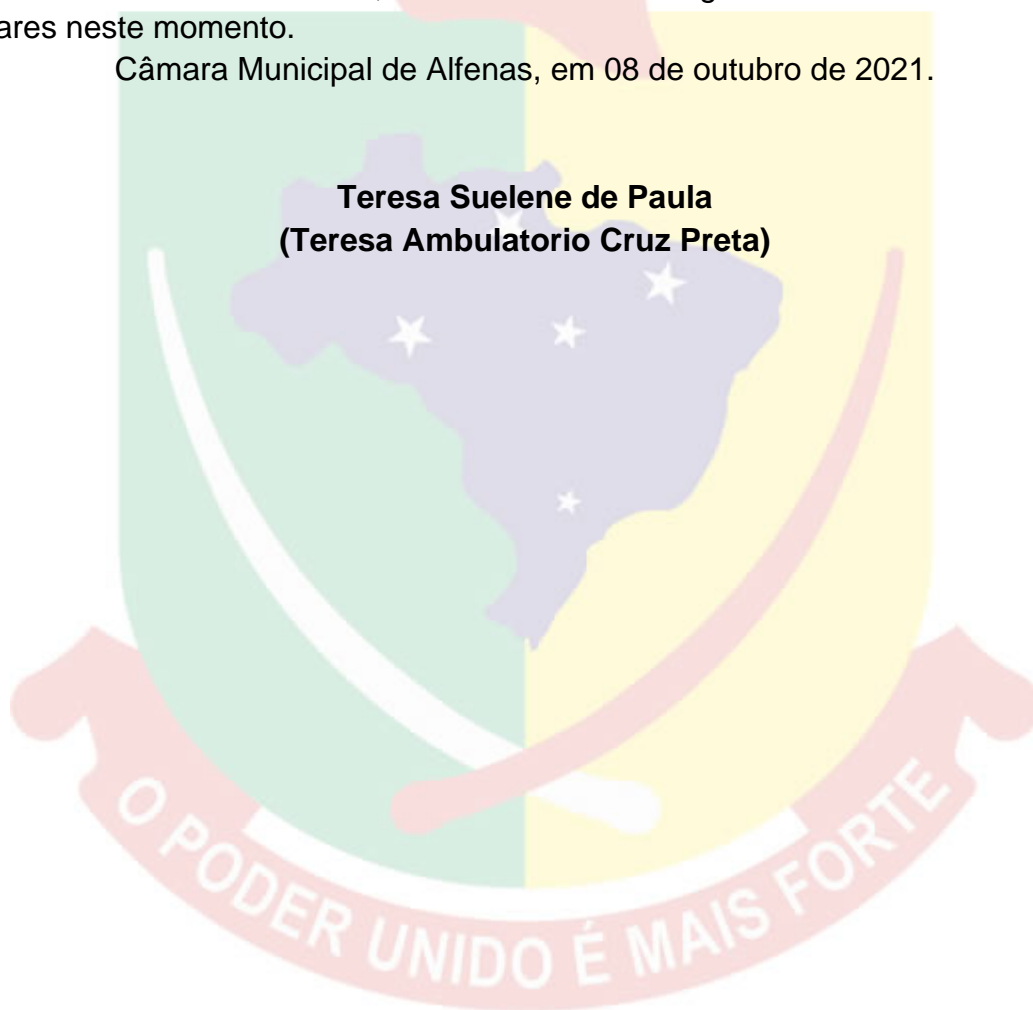 neste momento.
Câmara Municipal de Alfenas, em 08 de outubro de 2021.
Teresa Suelene de Paula
(Teresa Ambulatorio Cruz Preta)
O PODER UNIDO É MAIS FORTE